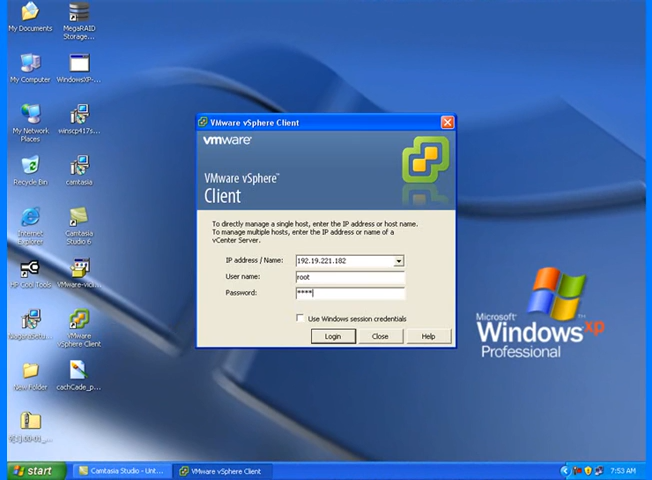 My Documents
MegaRAID
Storage...
My Computer
WindowsXP-...
My Network
Places
winscp417s...
Recycle Bin
camtasia
Internet
Explorer
Camtasia
Studio 6
HP Cool Tools
VMware-vicli...
NiagaraSetu...
VMware
vSphere Client
New Folder
cachCade_p...
VMware vSphere Client
vmware
VMware vSphere™
Client
To directly manage a single host, enter the IP address or host name.
To manage multiple hosts, enter the IP address or name of a
vCenter Server.
IP address / Name:
192.19.221.182
User name:
root
Password:
****
Use Windows session credentials
Login
Close
Help
Microsoft®
Windows xp
Professional
start
Camtasia Studio - Unt...
VMware vSphere Client
7:53 AM